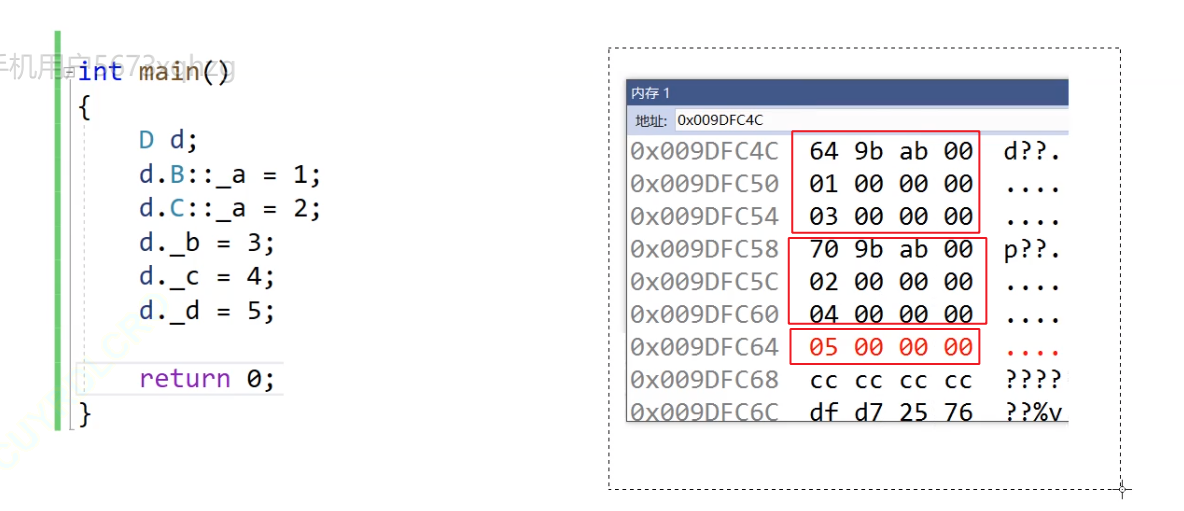 手机用户5673xqhzg
int main()
{
    D d;
    d.B::_a = 1;
    d.C::_a = 2;
    d._b = 3;
    d._c = 4;
    d._d = 5;
    return 0;
}
内存 1
地址: 0x009DFC4C
0x009DFC4C 64 9b ab 00 d??.
0x009DFC50 01 00 00 00 ....
0x009DFC54 03 00 00 00 ....
0x009DFC58 70 9b ab 00 p??.
0x009DFC5C 02 00 00 00 ....
0x009DFC60 04 00 00 00 ....
0x009DFC64 05 00 00 00 ....
0x009DFC68 cc cc cc cc ????
0x009DFC6C df d7 25 76 ??%v